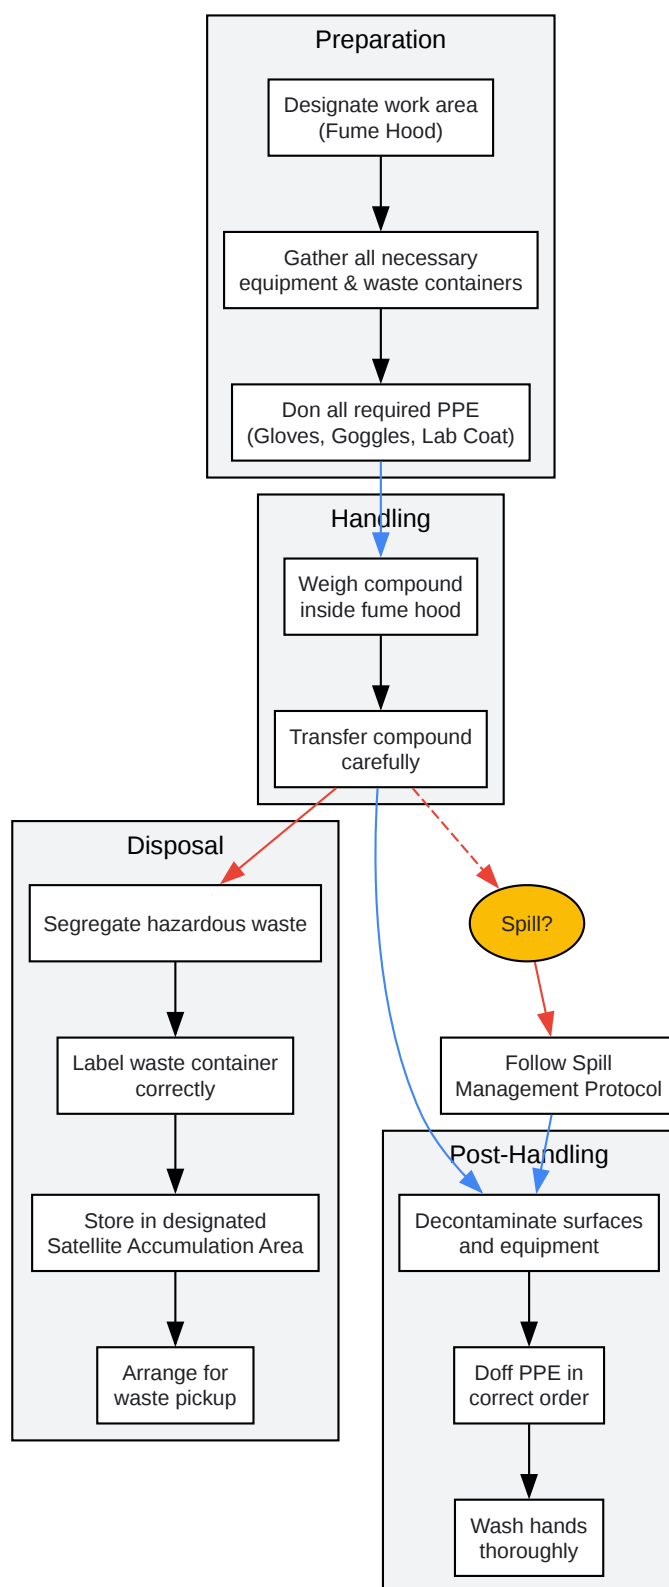 Preparation
Designate work area
(Fume Hood)
Gather all necessary
equipment & waste containers
Don all required PPE
(Gloves, Goggles, Lab Coat)
Handling
Weigh compound
inside fume hood
Transfer compound
carefully
Disposal
Segregate hazardous waste
Label waste container
correctly
Store in designated
Satellite Accumulation Area
Arrange for
waste pickup
Spill?
Follow Spill
Management Protocol
Post-Handling
Decontaminate surfaces
and equipment
Doff PPE in
correct order
Wash hands
thoroughly